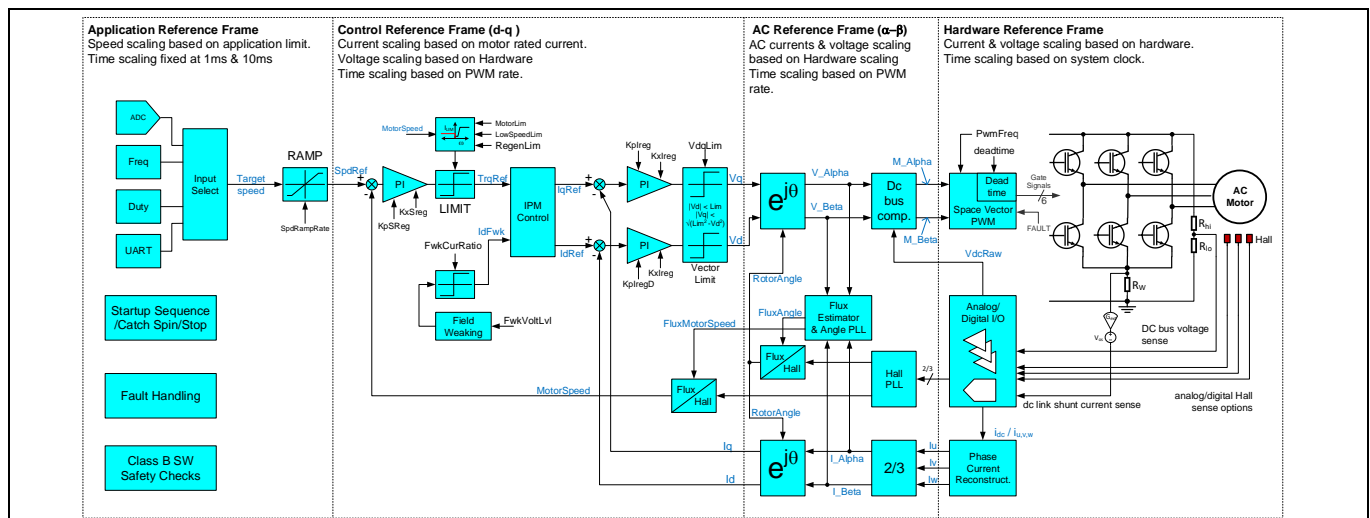 Application Reference Frame
Speed scaling based on application limit.
Time scaling fixed at 1ms & 10ms
Control Reference Frame (d-q )
Current scaling based on motor rated current.
Voltage scaling based on Hardware
Time scaling based on PWM rate.
AC Reference Frame (α–β)
AC currents & voltage scaling
based on Hardware scaling
Time scaling based on PWM
rate.
Hardware Reference Frame
Current & voltage scaling based on hardware.
Time scaling based on system clock.
ADC
Freq
Duty
UART
Input
Select
Target
speed
RAMP
SpdRampRate
SpdRef
+
-
PI
KpSReg
KxSreg
MotorSpeed
MotorLim
LowSpeedLim
RegenLim
LIMIT
TrqRef
IPM
Control
FwkCurRatio
IdFwk
Field
Weaking
FwkVoltLvl
IqRef
IdRef
+
-
+
-
KpIreg
KxIreg
PI
PI
KpIregD
KxIreg
VdqLim
|Vd| < Lim
|Vq| <
√(Lim²-Vd²)
Vector
Limit
Vq
Vd
e^jθ
V_Alpha
V_Beta
Dc
bus
comp.
M_Alpha
M_Beta
PwmFreq
deadtime
Dead
time
Space Vector
PWM
Gate
Signals
6
FAULT
AC
Motor
Rhi
Rlo
Hall
RW
VdcRaw
RotorAngle
FluxAngle
FluxMotorSpeed
Flux
Estimator
& Angle PLL
Flux
Hall
Flux
Hall
Hall
PLL
2/3
Analog/
Digital I/O
DC bus voltage
sense
dc link shunt current sense
analog/digital Hall
sense options
MotorSpeed
RotorAngle
Startup Sequence
/Catch Spin/Stop
Fault Handling
Class B SW
Safety Checks
Iq
Id
e^jθ
I_Alpha
I_Beta
2/3
Iu
Iv
Iw
idc / iu,v,w
Phase
Current
Reconstruct.